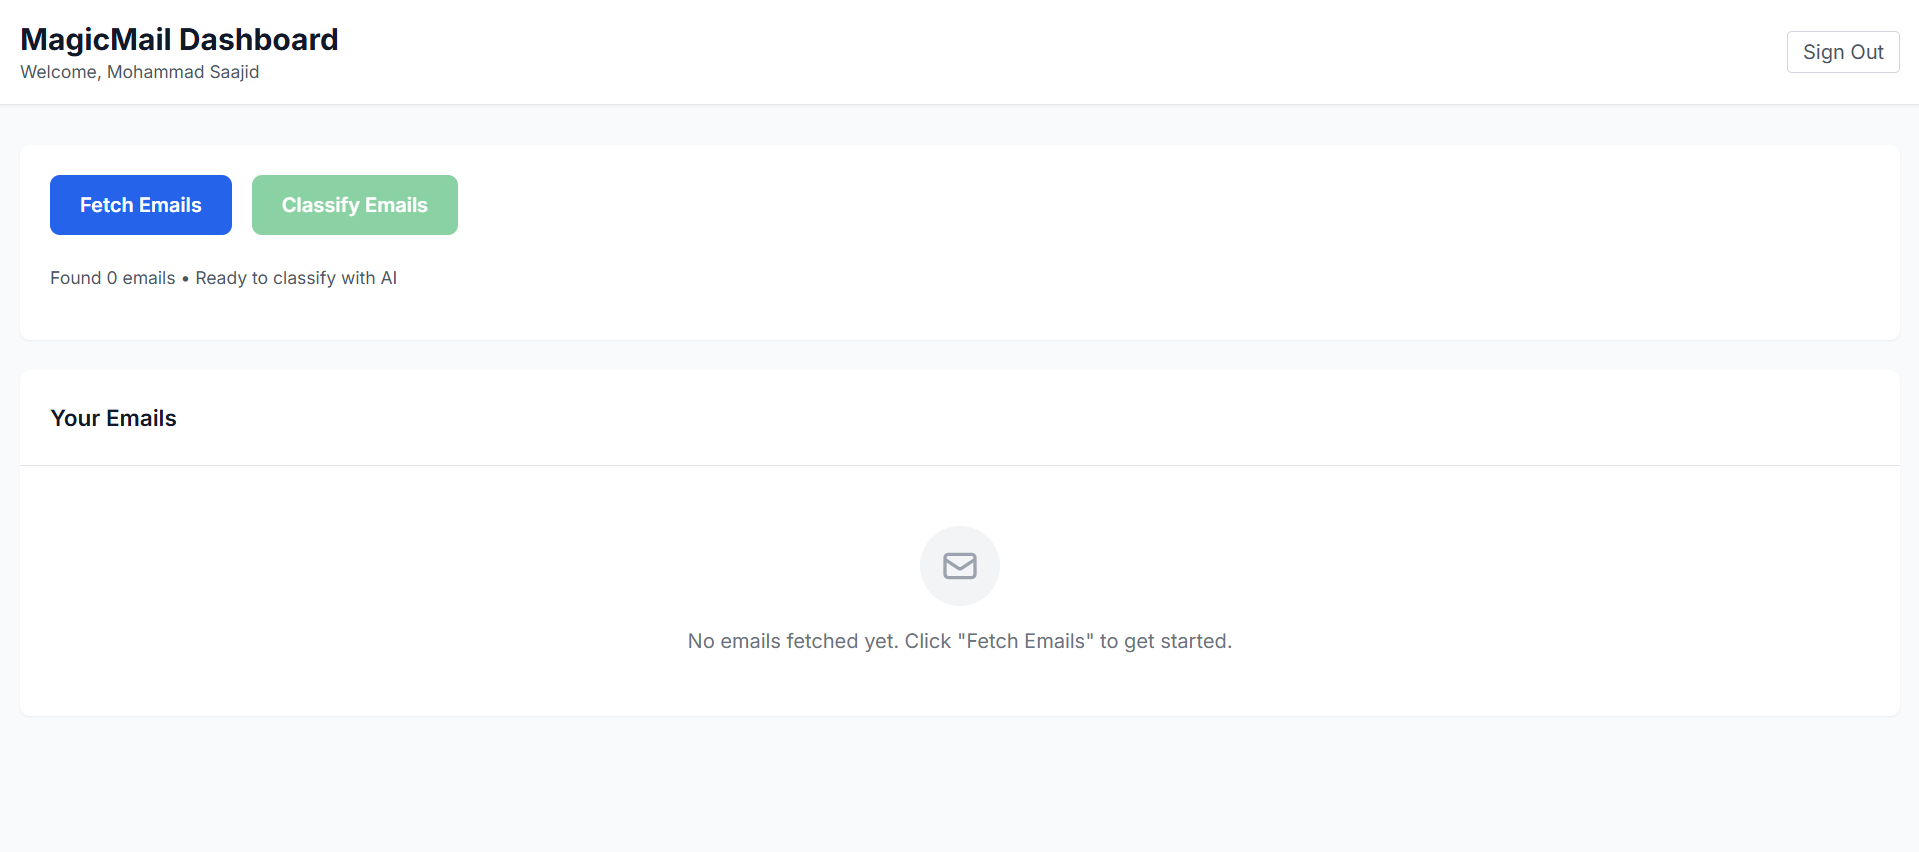 MagicMail Dashboard
Welcome, Mohammad Saajid
Sign Out
Fetch Emails
Classify Emails
Found 0 emails • Ready to classify with AI
Your Emails
No emails fetched yet. Click "Fetch Emails" to get started.